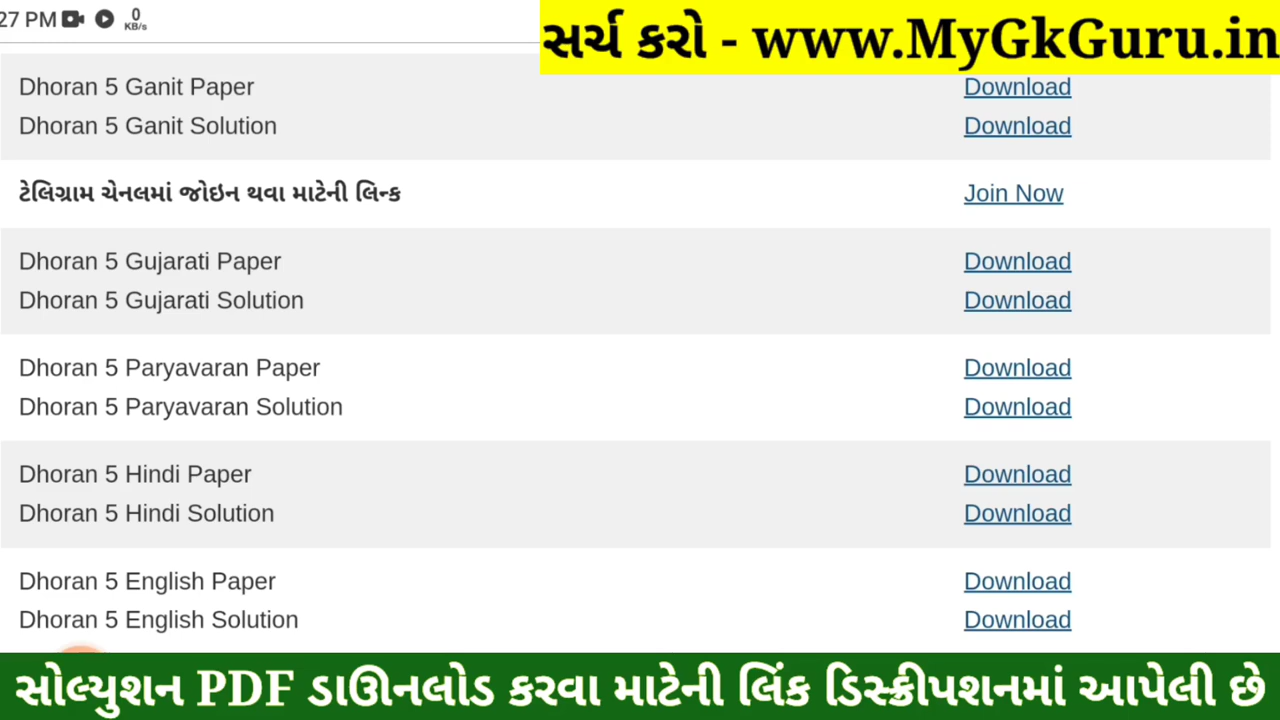 27 PM 0 KB/s
સર્ચ કરો - www.MyGkGuru.in
Dhoran 5 Ganit Paper Download
Dhoran 5 Ganit Solution Download
ટેલિગ્રામ ચેનલમાં જોઇન થવા માટેની લિન્ક Join Now
Dhoran 5 Gujarati Paper Download
Dhoran 5 Gujarati Solution Download
Dhoran 5 Paryavaran Paper Download
Dhoran 5 Paryavaran Solution Download
Dhoran 5 Hindi Paper Download
Dhoran 5 Hindi Solution Download
Dhoran 5 English Paper Download
Dhoran 5 English Solution Download
સોલ્યુશન PDF ડાઊનલોડ કરવા માટેની લિંક ડિસ્ક્રીપશનમાં આપેલી છે